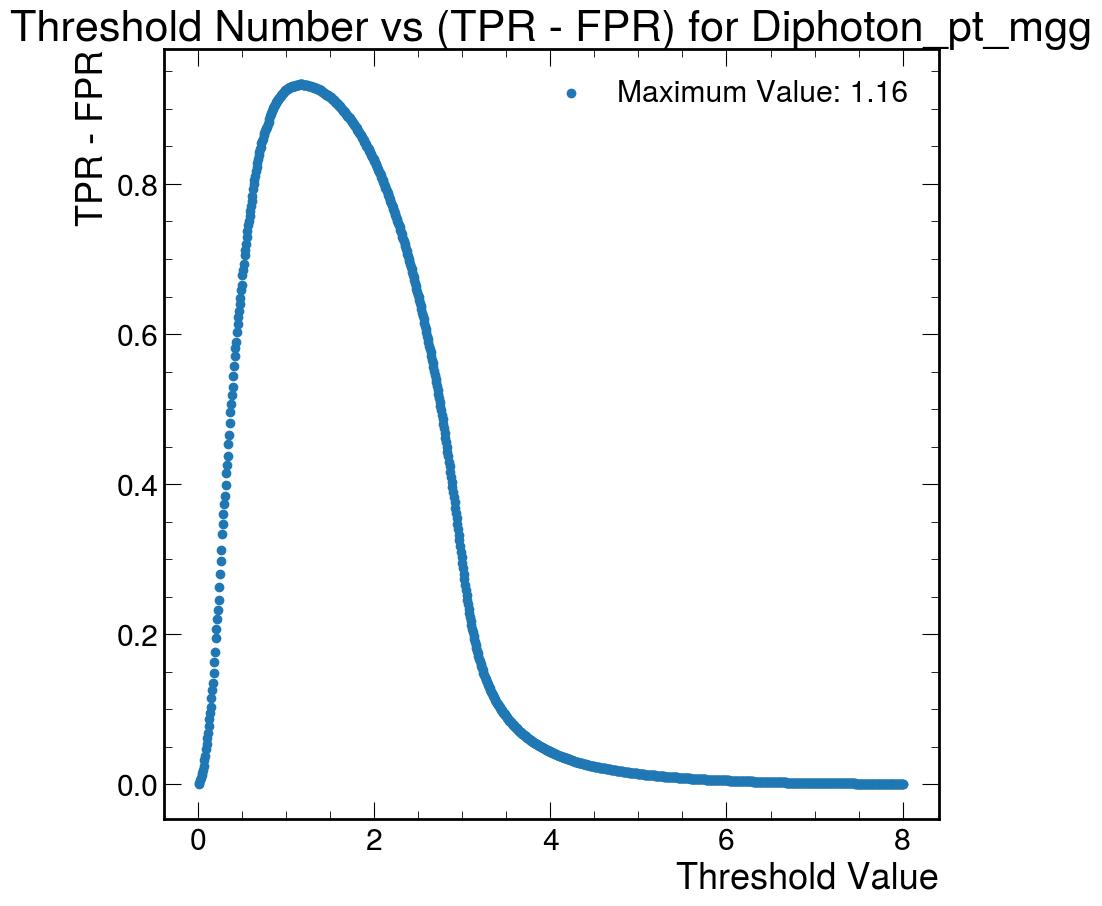 Threshold Number vs (TPR - FPR) for Diphoton_pt_mgg
TPR - FPR
Maximum Value: 1.16
0.8
0.6
0.4
0.2
0.0
0 2 4 6 8
Threshold Value